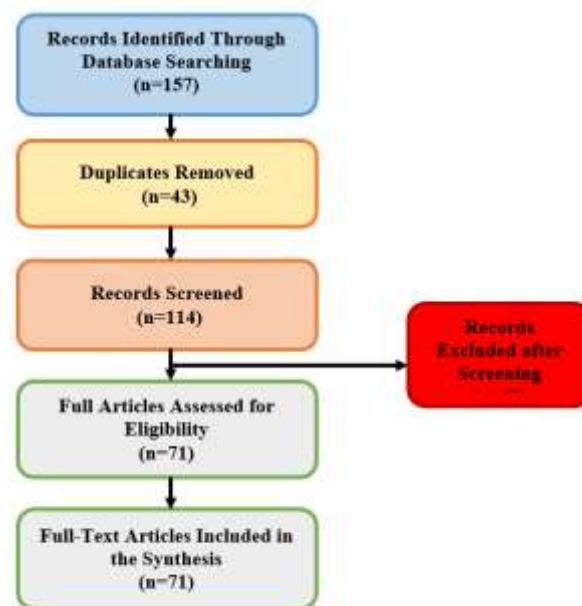 Records Identified Through
Database Searching
(n=157)
Duplicates Removed
(n=43)
Records Screened
(n=114)
Records
Excluded after
Screening
Full Articles Assessed for
Eligibility
(n=71)
Full-Text Articles Included in
the Synthesis
(n=71)